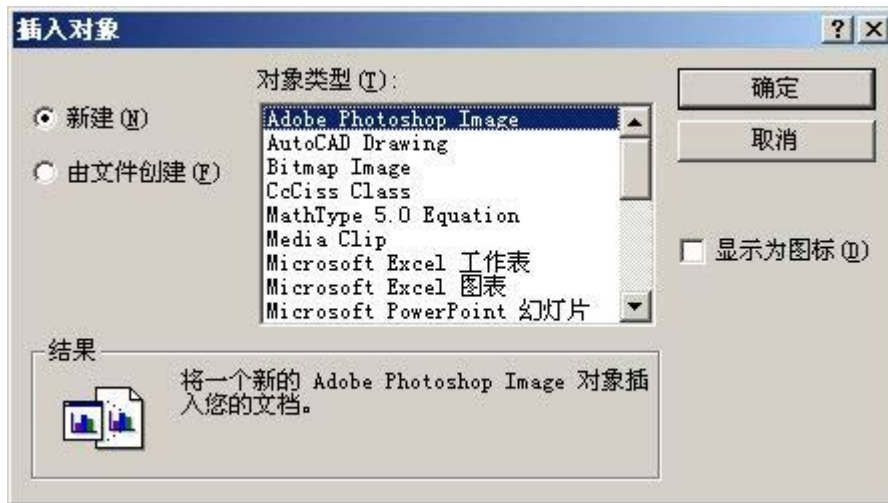 插入对象
对象类型(T):
新建(N)
由文件创建(F)
Adobe Photoshop Image
AutoCAD Drawing
Bitmap Image
CcCiss Class
MathType 5.0 Equation
Media Clip
Microsoft Excel 工作表
Microsoft Excel 图表
Microsoft PowerPoint 幻灯片
确定
取消
显示为图标(D)
结果
将一个新的 Adobe Photoshop Image 对象插
入您的文档。